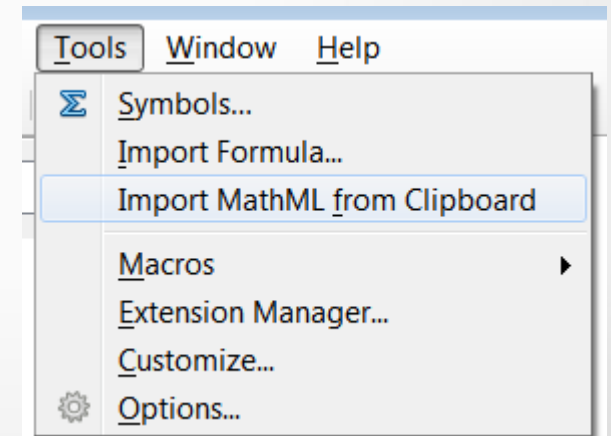 Tools Window Help
Symbols...
Import Formula...
Import MathML from Clipboard
Macros
Extension Manager...
Customize...
Options...